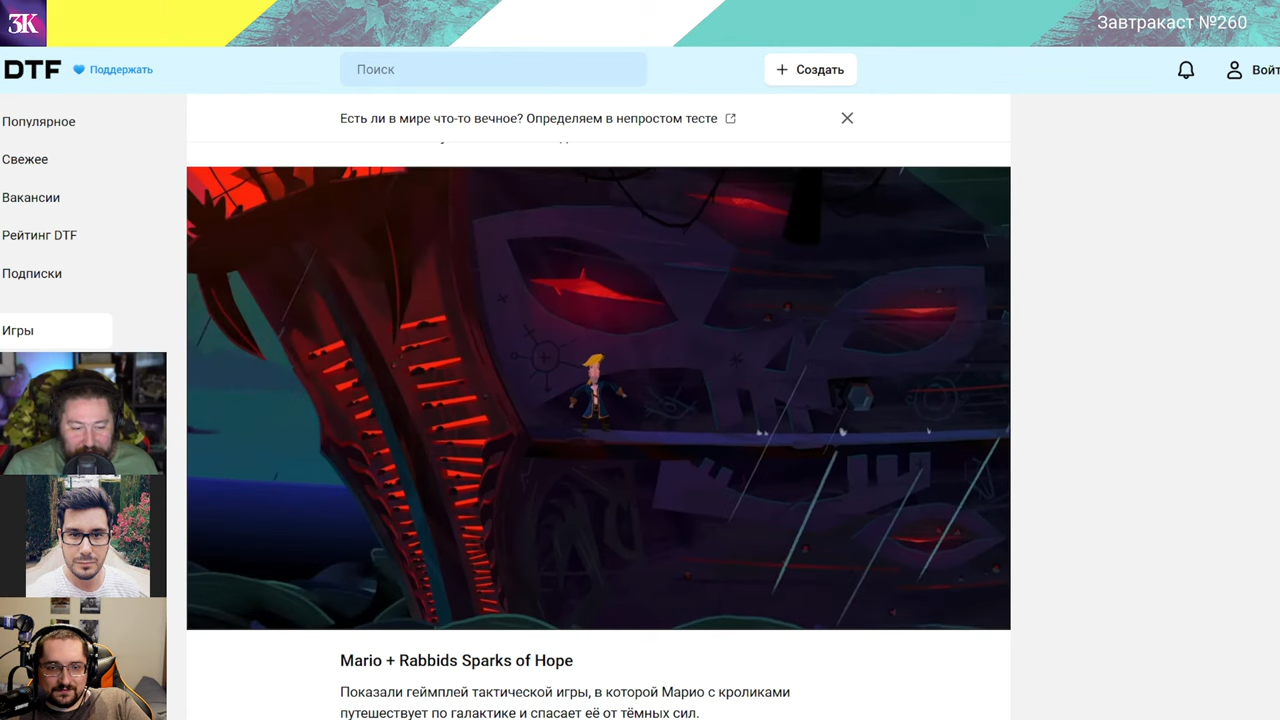 ЗК
Завтракаст №260
DTF
Поддержать
Поиск
+ Создать
Войт
Популярное
Есть ли в мире что-то вечное? Определяем в непростом тесте
Свежее
Вакансии
Рейтинг DTF
Подписки
Игры
Mario + Rabbids Sparks of Hope
Показали геймплей тактической игры, в которой Марио с кроликами
путешествует по галактике и спасает её от тёмных сил.